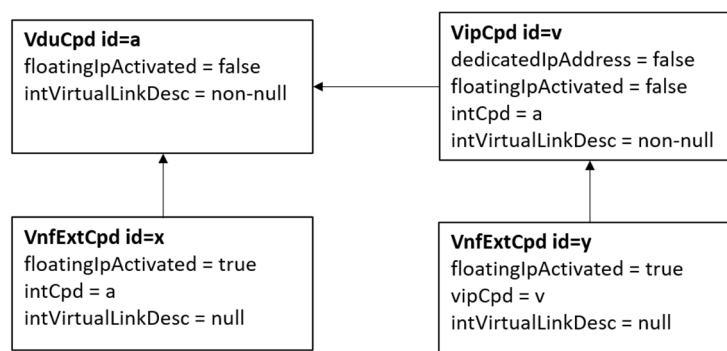 VduCpd id=a
floatingIpActivated = false
intVirtualLinkDesc = non-null
VipCpd id=v
dedicatedIpAddress = false
floatingIpActivated = false
intCpd = a
intVirtualLinkDesc = non-null
VnfExtCpd id=x
floatingIpActivated = true
intCpd = a
intVirtualLinkDesc = null
VnfExtCpd id=y
floatingIpActivated = true
vipCpd = v
intVirtualLinkDesc = null